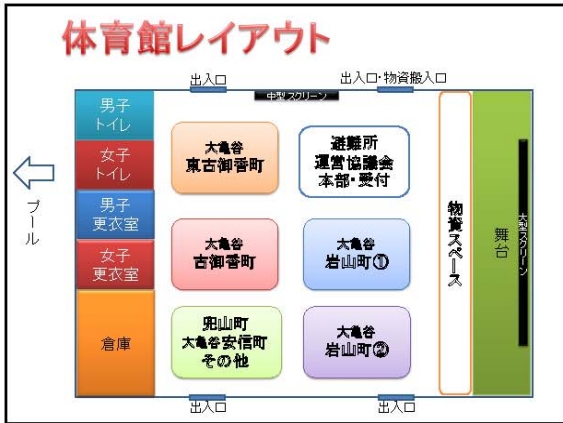 体育館レイアウト
出入口
出入口・物資搬入口
中型スクリーン
男子
トイレ
女子
トイレ
男子
更衣室
女子
更衣室
倉庫
プール
大亀谷
東古御香町
避難所
運営協議会
本部・受付
大亀谷
古御香町
大亀谷
岩山町①
兜山町
大亀谷安信町
その他
大亀谷
岩山町②
物資スペース
舞台
大型スクリーン
出入口
出入口